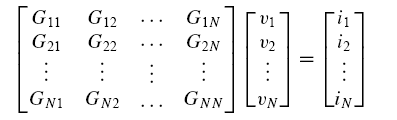 G11 G12 ... G1N v1 i1
G21 G22 ... G2N v2 = i2
⋮ ⋮ ⋮ ⋮ ⋮ ⋮
GN1 GN2 ... GNN vN iN